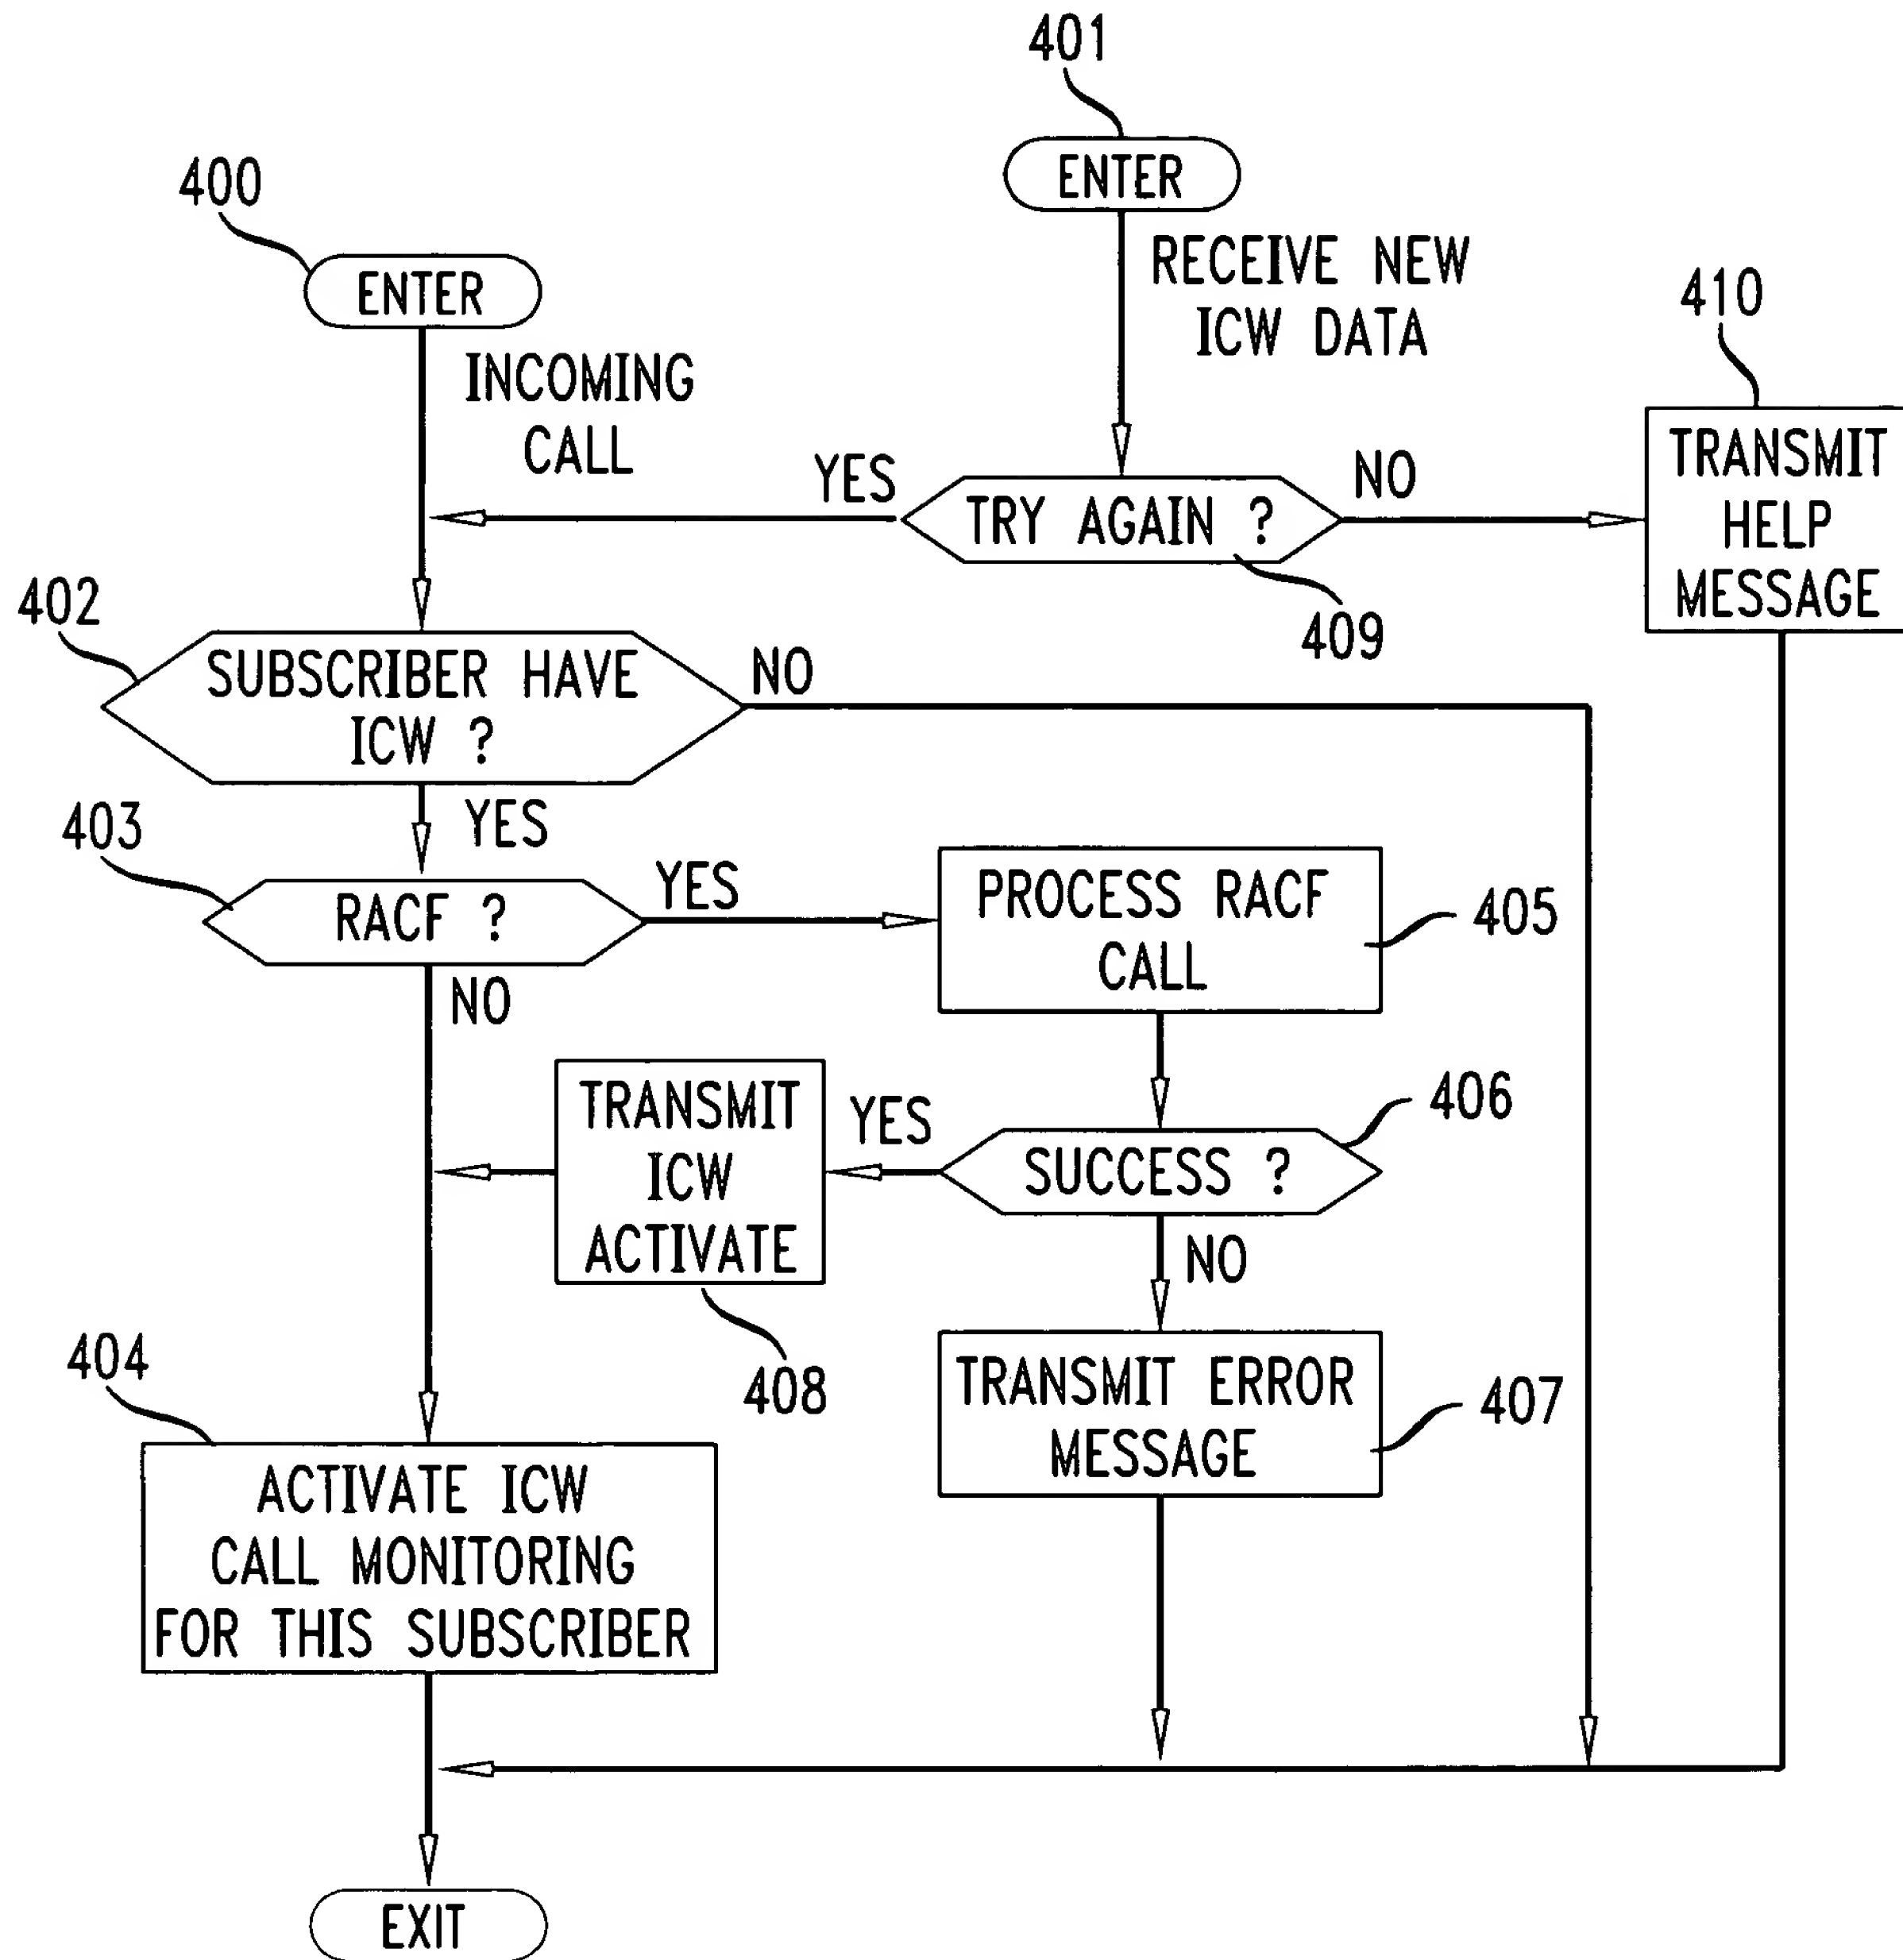 401
ENTER
400
ENTER
RECEIVE NEW
ICW DATA
410
INCOMING
CALL
TRANSMIT
HELP
MESSAGE
YES
TRY AGAIN ?
NO
409
402
SUBSCRIBER HAVE
ICW ?
NO
YES
403
RACF ?
YES
PROCESS RACF
CALL
405
NO
TRANSMIT
ICW
ACTIVATE
YES
406
SUCCESS ?
408
NO
404
TRANSMIT ERROR
MESSAGE
407
ACTIVATE ICW
CALL MONITORING
FOR THIS SUBSCRIBER
EXIT